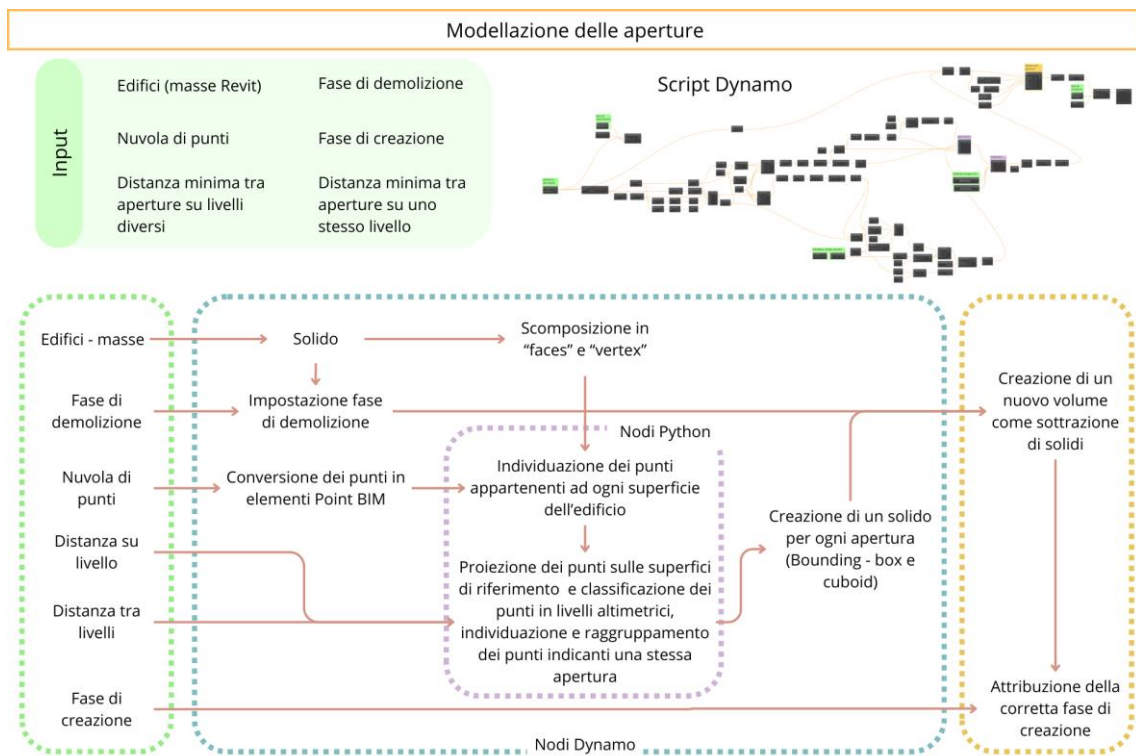 Modellazione delle aperture
Input
Edifici (masse Revit)
Fase di demolizione
Nuvola di punti
Fase di creazione
Distanza minima tra
aperture su livelli
diversi
Distanza minima tra
aperture su uno
stesso livello
Script Dynamo
Edifici - masse
Solido
Scomposizione in
“faces” e “vertex”
Fase di
demolizione
Impostazione fase
di demolizione
Creazione di un
nuovo volume
come sottrazione
di solidi
Nodi Python
Nuvola di
punti
Conversione dei punti in
elementi Point BIM
Individuazione dei punti
appartenenti ad ogni superficie
dell’edificio
Distanza su
livello
Creazione di un solido
per ogni apertura
(Bounding - box e
cuboid)
Distanza tra
livelli
Proiezione dei punti sulle superfici
di riferimento e classificazione dei
punti in livelli altimetrici,
individuazione e raggruppamento
dei punti indicanti una stessa
apertura
Fase di
creazione
Attribuzione della
corretta fase di
creazione
Nodi Dynamo